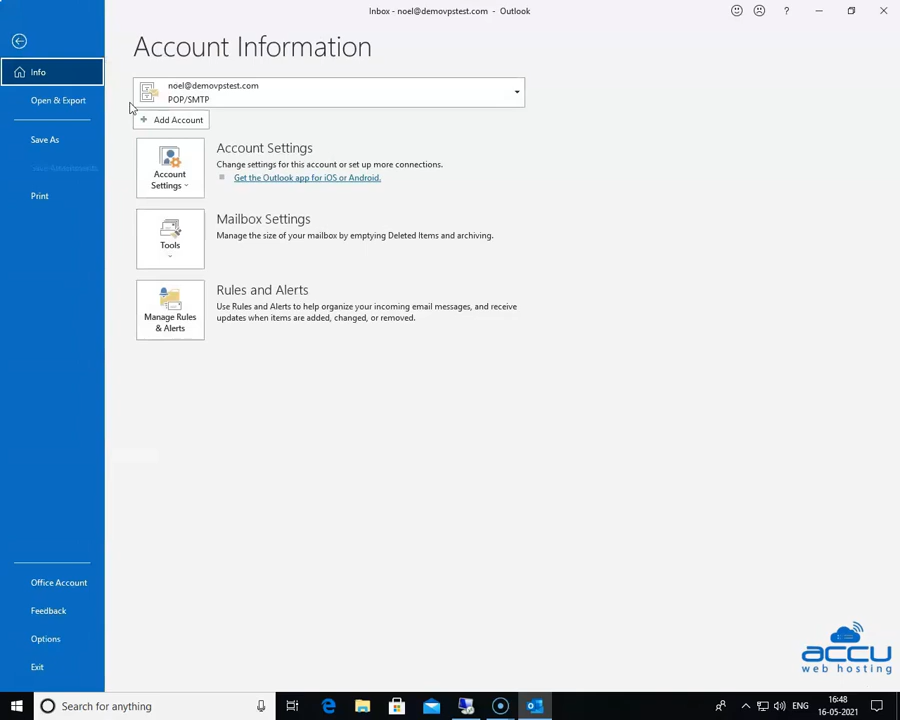 Inbox - noel@demovpstest.com - Outlook
?
Account Information
Info
Open & Export
Save As
Print
Office Account
Feedback
Options
Exit
noel@demovpstest.com
POP/SMTP
+ Add Account
Account
Settings
Account Settings
Change settings for this account or set up more connections.
Get the Outlook app for iOS or Android.
Tools
Mailbox Settings
Manage the size of your mailbox by emptying Deleted Items and archiving.
Manage Rules
& Alerts
Rules and Alerts
Use Rules and Alerts to help organize your incoming email messages, and receive
updates when items are added, changed, or removed.
accu
web hosting
Search for anything
ENG
16:48
16-05-2021